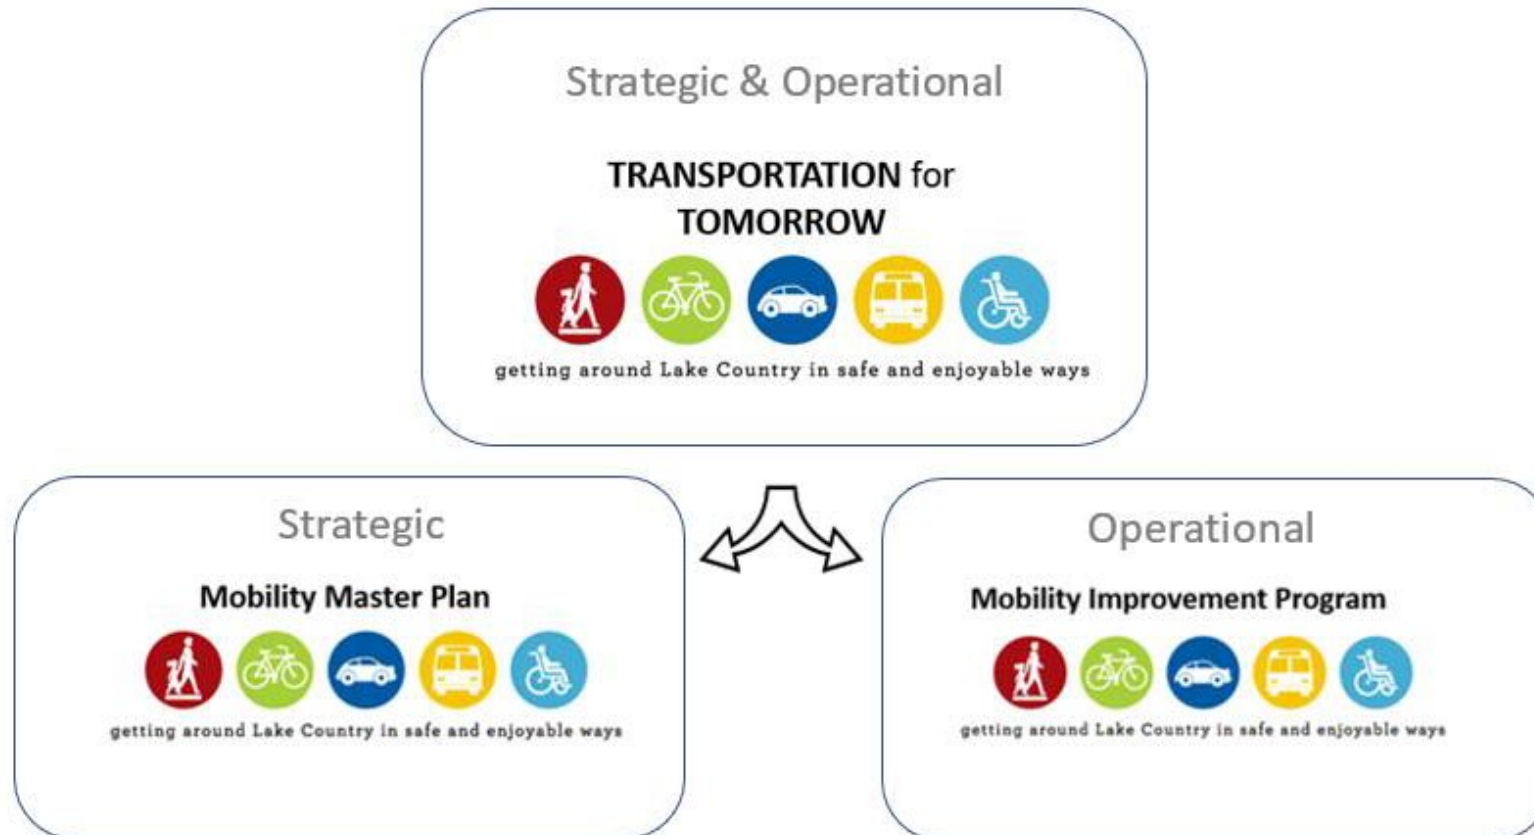 Strategic & Operational
TRANSPORTATION for
TOMORROW
getting around Lake Country in safe and enjoyable ways
Strategic
Mobility Master Plan
getting around Lake Country in safe and enjoyable ways
Operational
Mobility Improvement Program
getting around Lake Country in safe and enjoyable ways